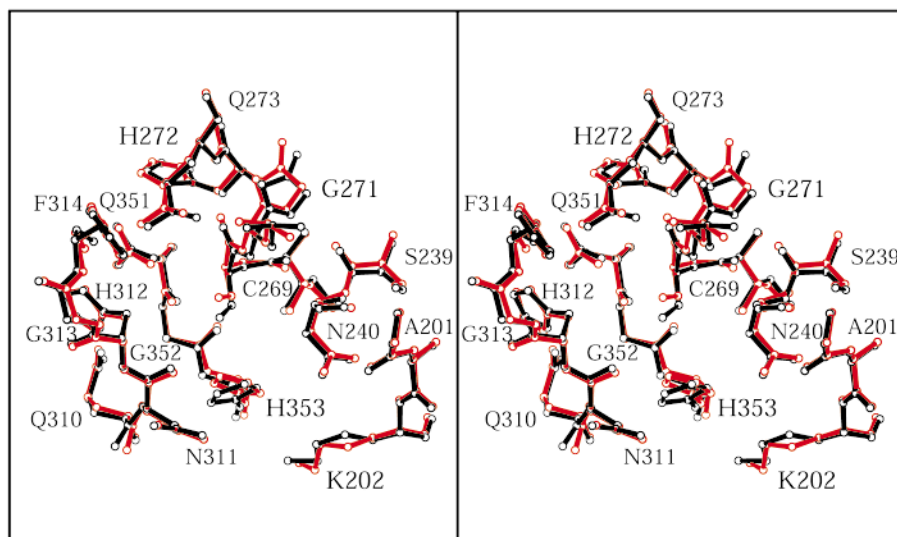 Q273
H272
G271
F314
Q351
S239
H312
C269
G313
G352
N240
A201
Q310
H353
N311
K202
Q273
H272
G271
F314
Q351
S239
H312
C269
G313
G352
N240
A201
Q310
H353
N311
K202